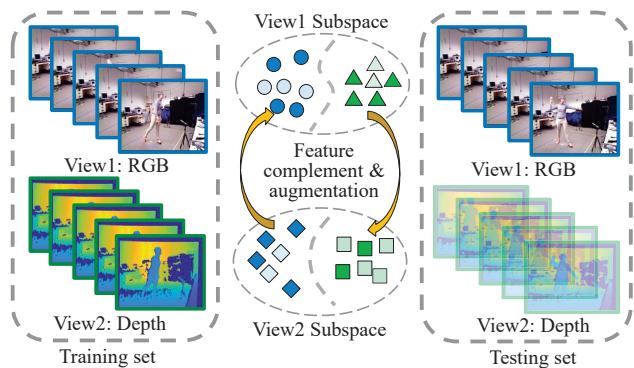 View1 Subspace
View1: RGB
Feature
complement &
augmentation
View1: RGB
View2: Depth
View2 Subspace
View2: Depth
Training set
Testing set